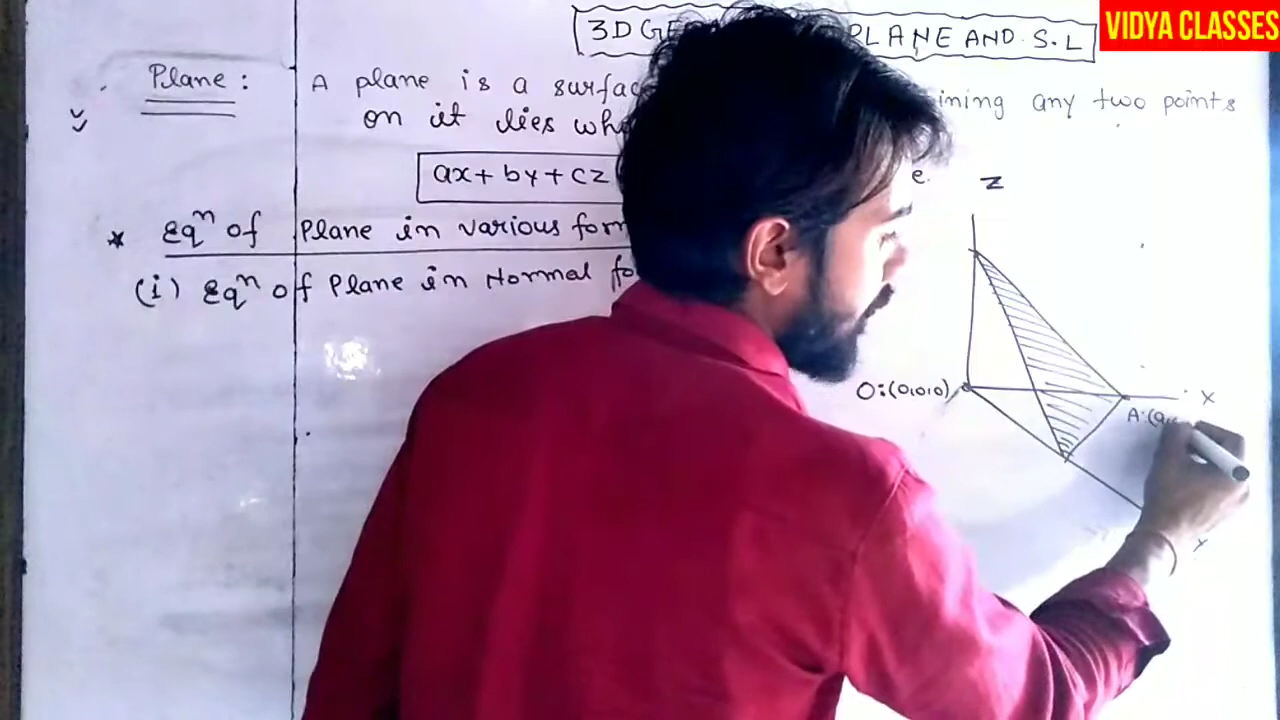 VIDYA CLASSES
3D GE PLANE AND S.L
Plane : A plane is a surfac ining any two points
on it lies wh e.
ax + by + cz
* Eqⁿ of Plane in various form
(i) Eqⁿ of Plane in Normal fo
Z
O:(0,0,0)
X
A:(a,
Y